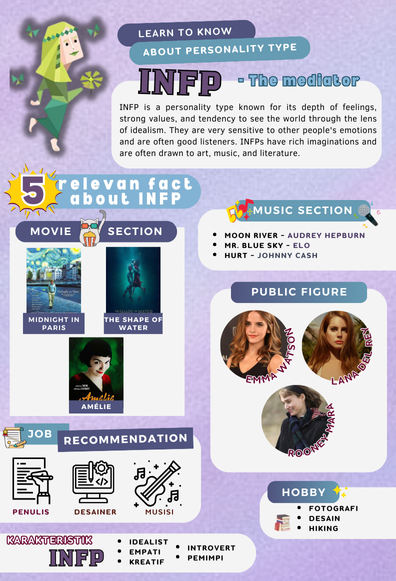 LEARN TO KNOW
ABOUT PERSONALITY TYPE
INFP - The mediator
INFP is a personality type known for its depth of feelings,
strong values, and tendency to see the world through the lens
of idealism. They are very sensitive to other people's emotions
and are often good listeners. INFPs have rich imaginations and
are often drawn to art, music, and literature.
5 relevan fact
about INFP
MOVIE SECTION
MIDNIGHT IN
PARIS
THE SHAPE OF
WATER
Amélie
AMÉLIE
MUSIC SECTION
• MOON RIVER - AUDREY HEPBURN
• MR. BLUE SKY - ELO
• HURT - JOHNNY CASH
PUBLIC FIGURE
EMMA WATSON
LANA DEL REY
ROONEY MARA
JOB
RECOMMENDATION
PENULIS
DESAINER
MUSISI
HOBBY
• FOTOGRAFI
• DESAIN
• HIKING
KARAKTERISTIK
INFP
• IDEALIST
• EMPATI
• KREATIF
• INTROVERT
• PEMIMPI